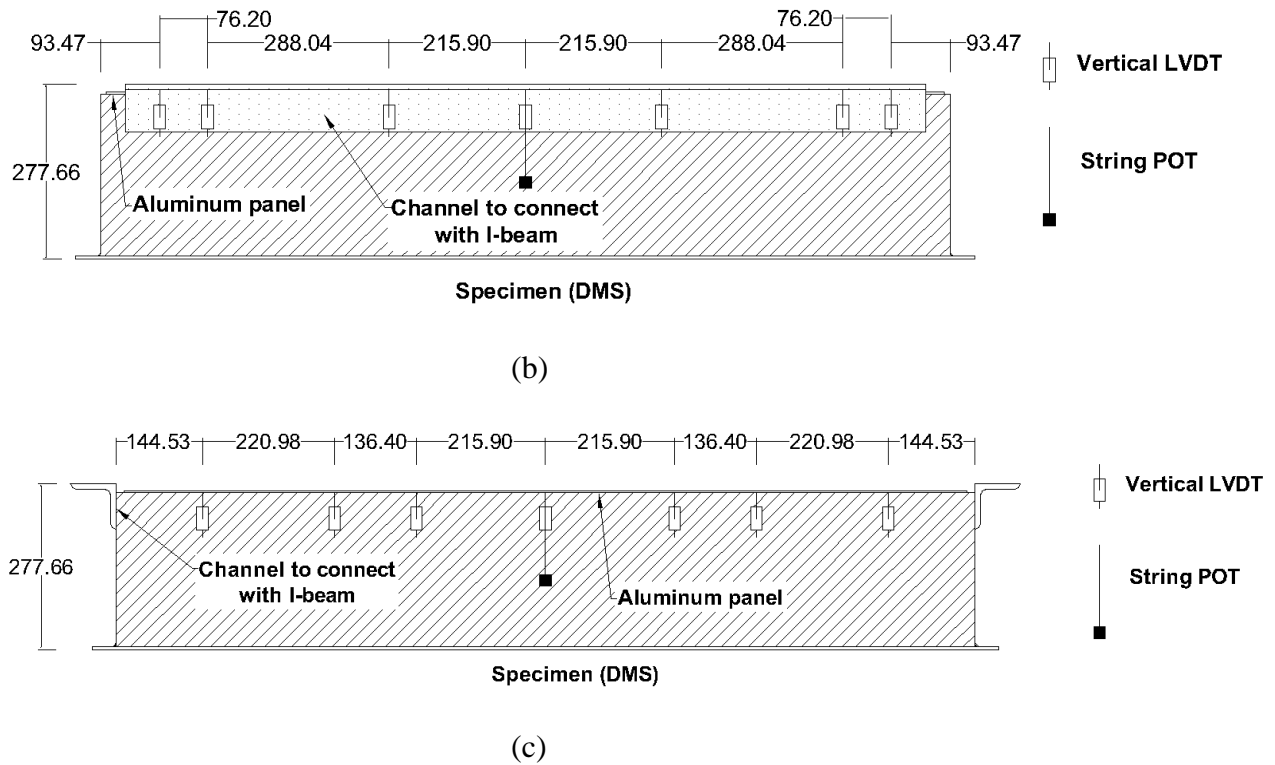 76.20
76.20
93.47
288.04
215.90
215.90
288.04
93.47
Vertical LVDT
277.66
String POT
Aluminum panel
Channel to connect
with I-beam
Specimen (DMS)
(b)
144.53
220.98
136.40
215.90
215.90
136.40
220.98
144.53
Vertical LVDT
277.66
Channel to connect
with I-beam
Aluminum panel
String POT
Specimen (DMS)
(c)